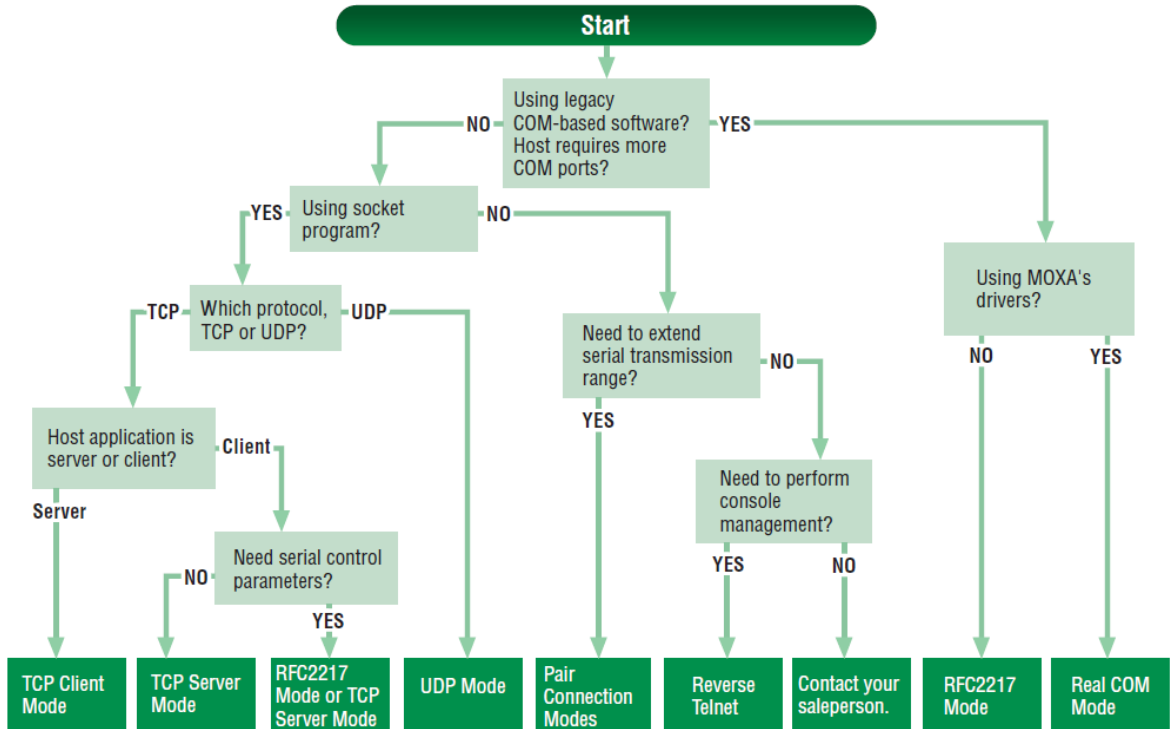 Start
Using legacy
COM-based software?
Host requires more
COM ports?
NO
YES
Using socket
program?
YES
NO
Using MOXA's
drivers?
Which protocol,
TCP or UDP?
TCP
UDP
Need to extend
serial transmission
range?
NO
YES
NO
YES
Host application is
server or client?
Client
Server
Need to perform
console
management?
YES
NO
Need serial control
parameters?
NO
YES
TCP Client
Mode
TCP Server
Mode
RFC2217
Mode or TCP
Server Mode
UDP Mode
Pair
Connection
Modes
Reverse
Telnet
Contact your
saleperson.
RFC2217
Mode
Real COM
Mode